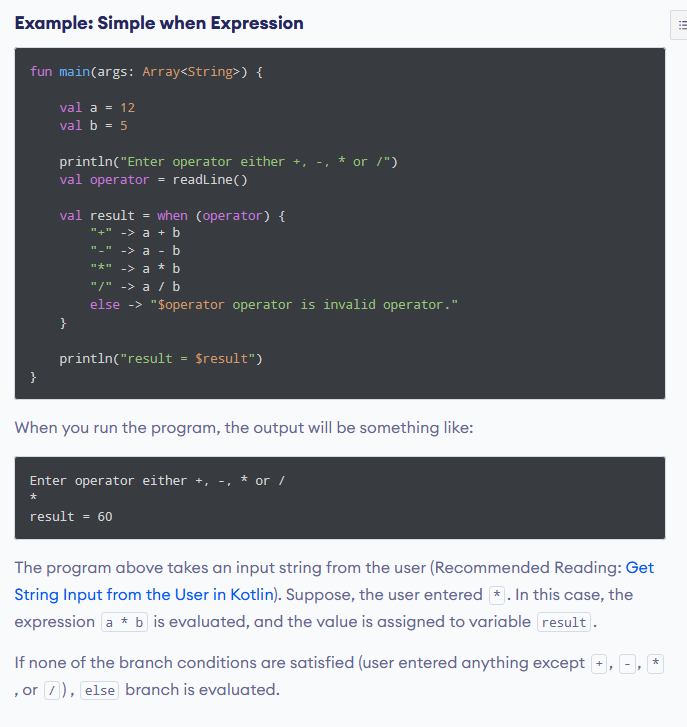 Example: Simple when Expression
fun main(args: Array<String>) {
val a = 12
val b = 5
println("Enter operator either +, -, * or /")
val operator = readLine()
val result = when (operator) {
"+" -> a + b
"-" -> a - b
"*" -> a * b
"/" -> a / b
else -> "$operator operator is invalid operator."
}
println("result = $result")
}
When you run the program, the output will be something like:
Enter operator either +, -, * or /
*
result = 60
The program above takes an input string from the user (Recommended Reading: Get
String Input from the User in Kotlin). Suppose, the user entered * . In this case, the
expression a * b is evaluated, and the value is assigned to variable result .
If none of the branch conditions are satisfied (user entered anything except + , - , *
, or / ) , else branch is evaluated.